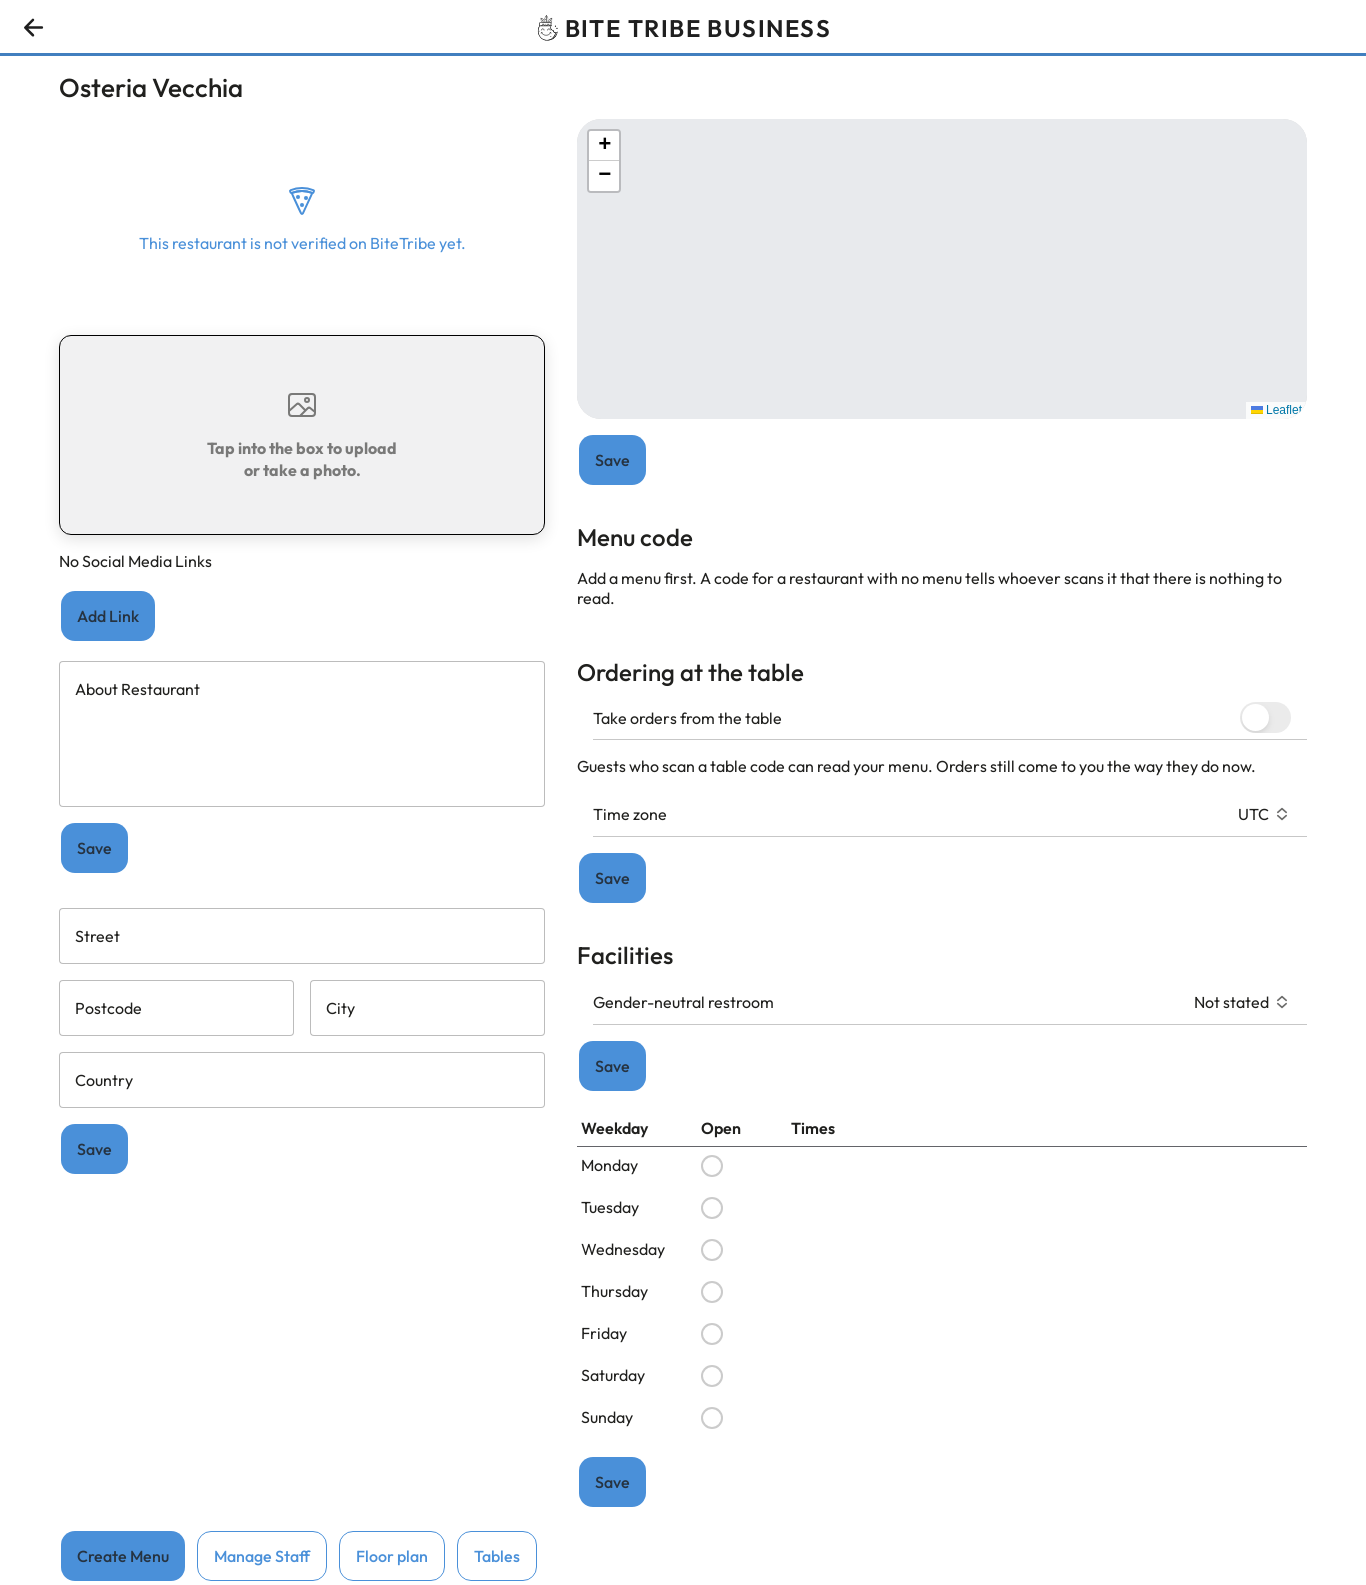 BITE TRIBE BUSINESS
Osteria Vecchia
This restaurant is not verified on BiteTribe yet.
Tap into the box to upload
or take a photo.
No Social Media Links
Add Link
About Restaurant
Save
Street
Postcode
City
Country
Save
+
−
Leaflet
Save
Menu code
Add a menu first. A code for a restaurant with no menu tells whoever scans it that there is nothing to
read.
Ordering at the table
Take orders from the table
Guests who scan a table code can read your menu. Orders still come to you the way they do now.
Time zone UTC
Save
Facilities
Gender-neutral restroom Not stated
Save
Weekday Open Times
Monday
Tuesday
Wednesday
Thursday
Friday
Saturday
Sunday
Save
Create Menu Manage Staff Floor plan Tables